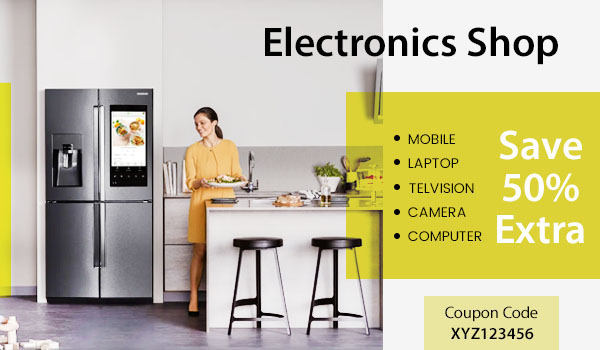 Electronics Shop
MOBILE
LAPTOP
TELVISION
CAMERA
COMPUTER
Save
50%
Extra
Coupon Code
XYZ123456